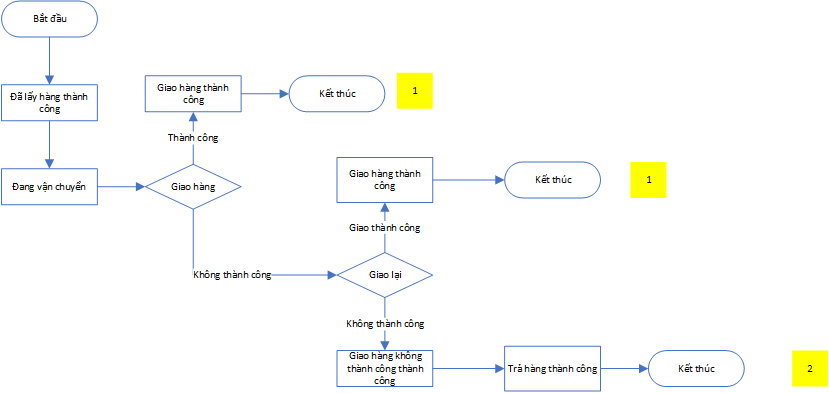 Bắt đầu
Đã lấy hàng thành
công
Đang vận chuyển
Giao hàng
Thành công
Giao hàng thành
công
Kết thúc
1
Không thành công
Giao lại
Giao thành công
Giao hàng thành
công
Kết thúc
1
Không thành công
Giao hàng không
thành công thành
công
Trả hàng thành công
Kết thúc
2